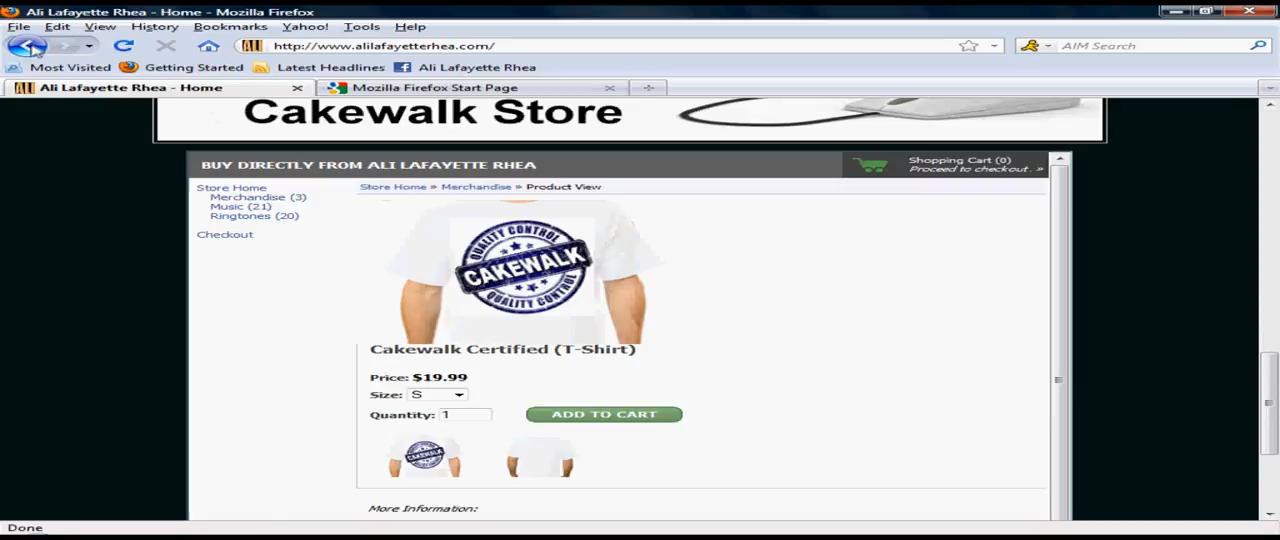 Ali Lafayette Rhea - Home - Mozilla Firefox
File Edit View History Bookmarks Yahoo! Tools Help
http://www.alilafayetterhea.com/
AIM Search
Most Visited Getting Started Latest Headlines Ali Lafayette Rhea
Ali Lafayette Rhea - Home Mozilla Firefox Start Page
Cakewalk Store
BUY DIRECTLY FROM ALI LAFAYETTE RHEA
Shopping Cart (0)
Proceed to checkout. »
Store Home
Merchandise (3)
Music (21)
Ringtones (20)
Checkout
Store Home » Merchandise » Product View
QUALITY CONTROL
CAKEWALK
QUALITY CONTROL
Cakewalk Certified (T-Shirt)
Price: $19.99
Size: S
Quantity: 1
ADD TO CART
CAKEWALK
More Information:
Done